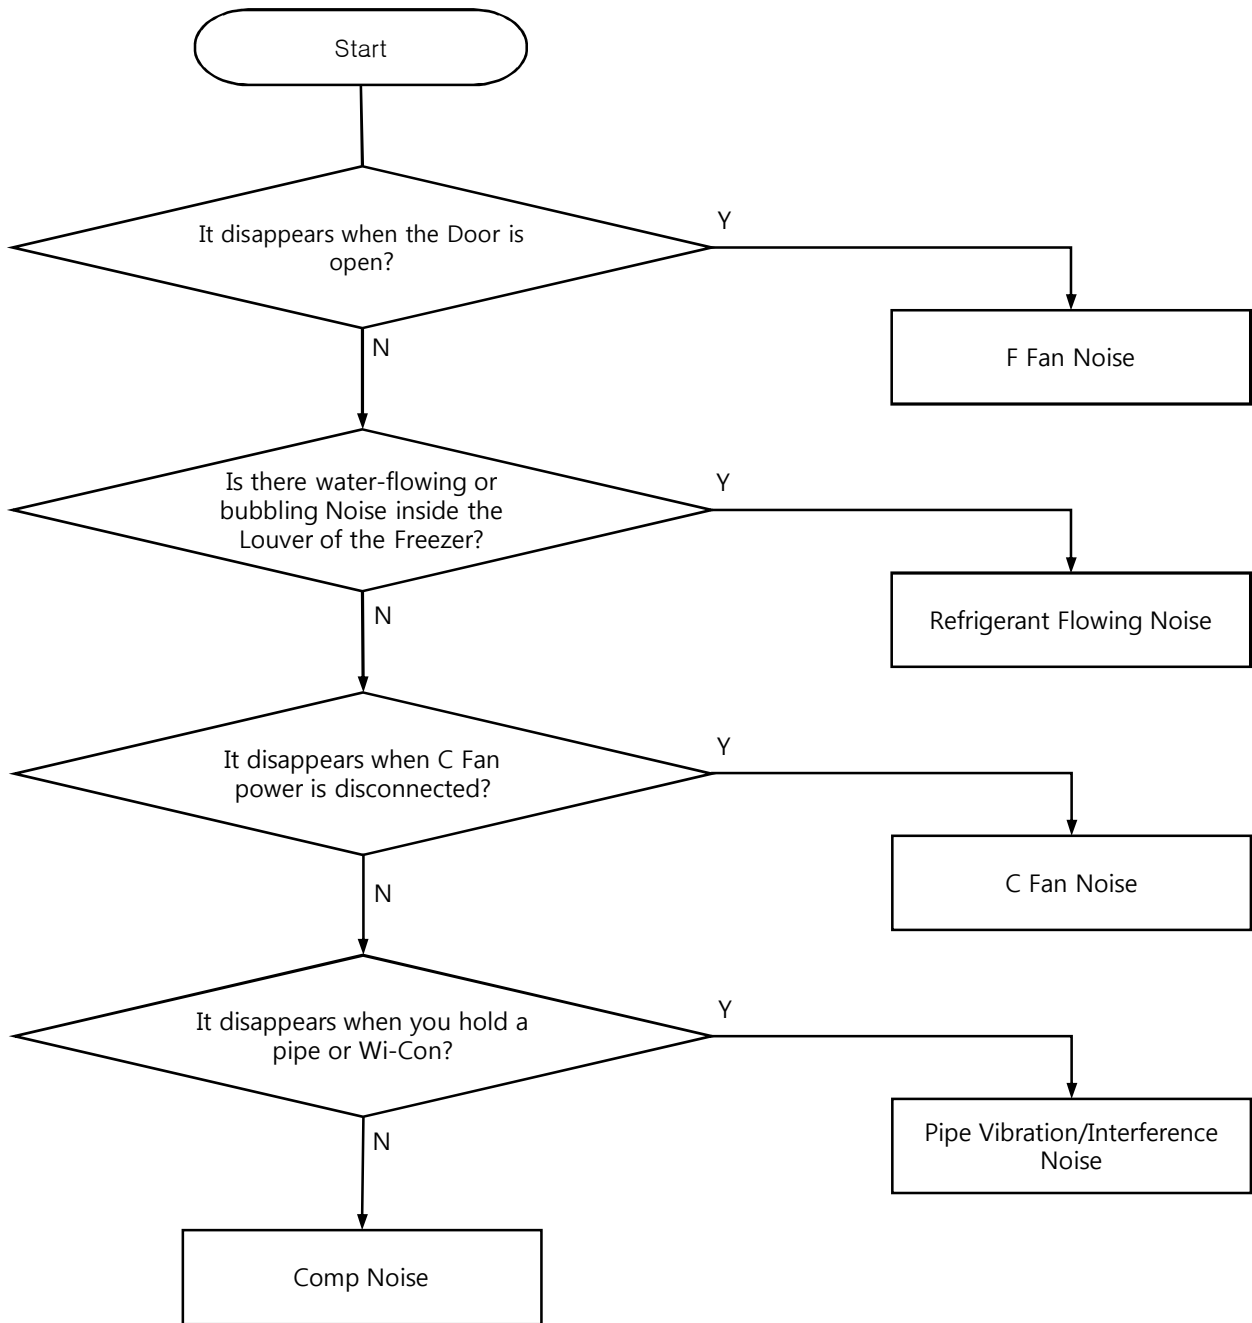 Start
It disappears when the Door is
open?
Y
F Fan Noise
N
Is there water-flowing or
bubbling Noise inside the
Louver of the Freezer?
Y
Refrigerant Flowing Noise
N
It disappears when C Fan
power is disconnected?
Y
C Fan Noise
N
It disappears when you hold a
pipe or Wi-Con?
Y
Pipe Vibration/Interference
Noise
N
Comp Noise